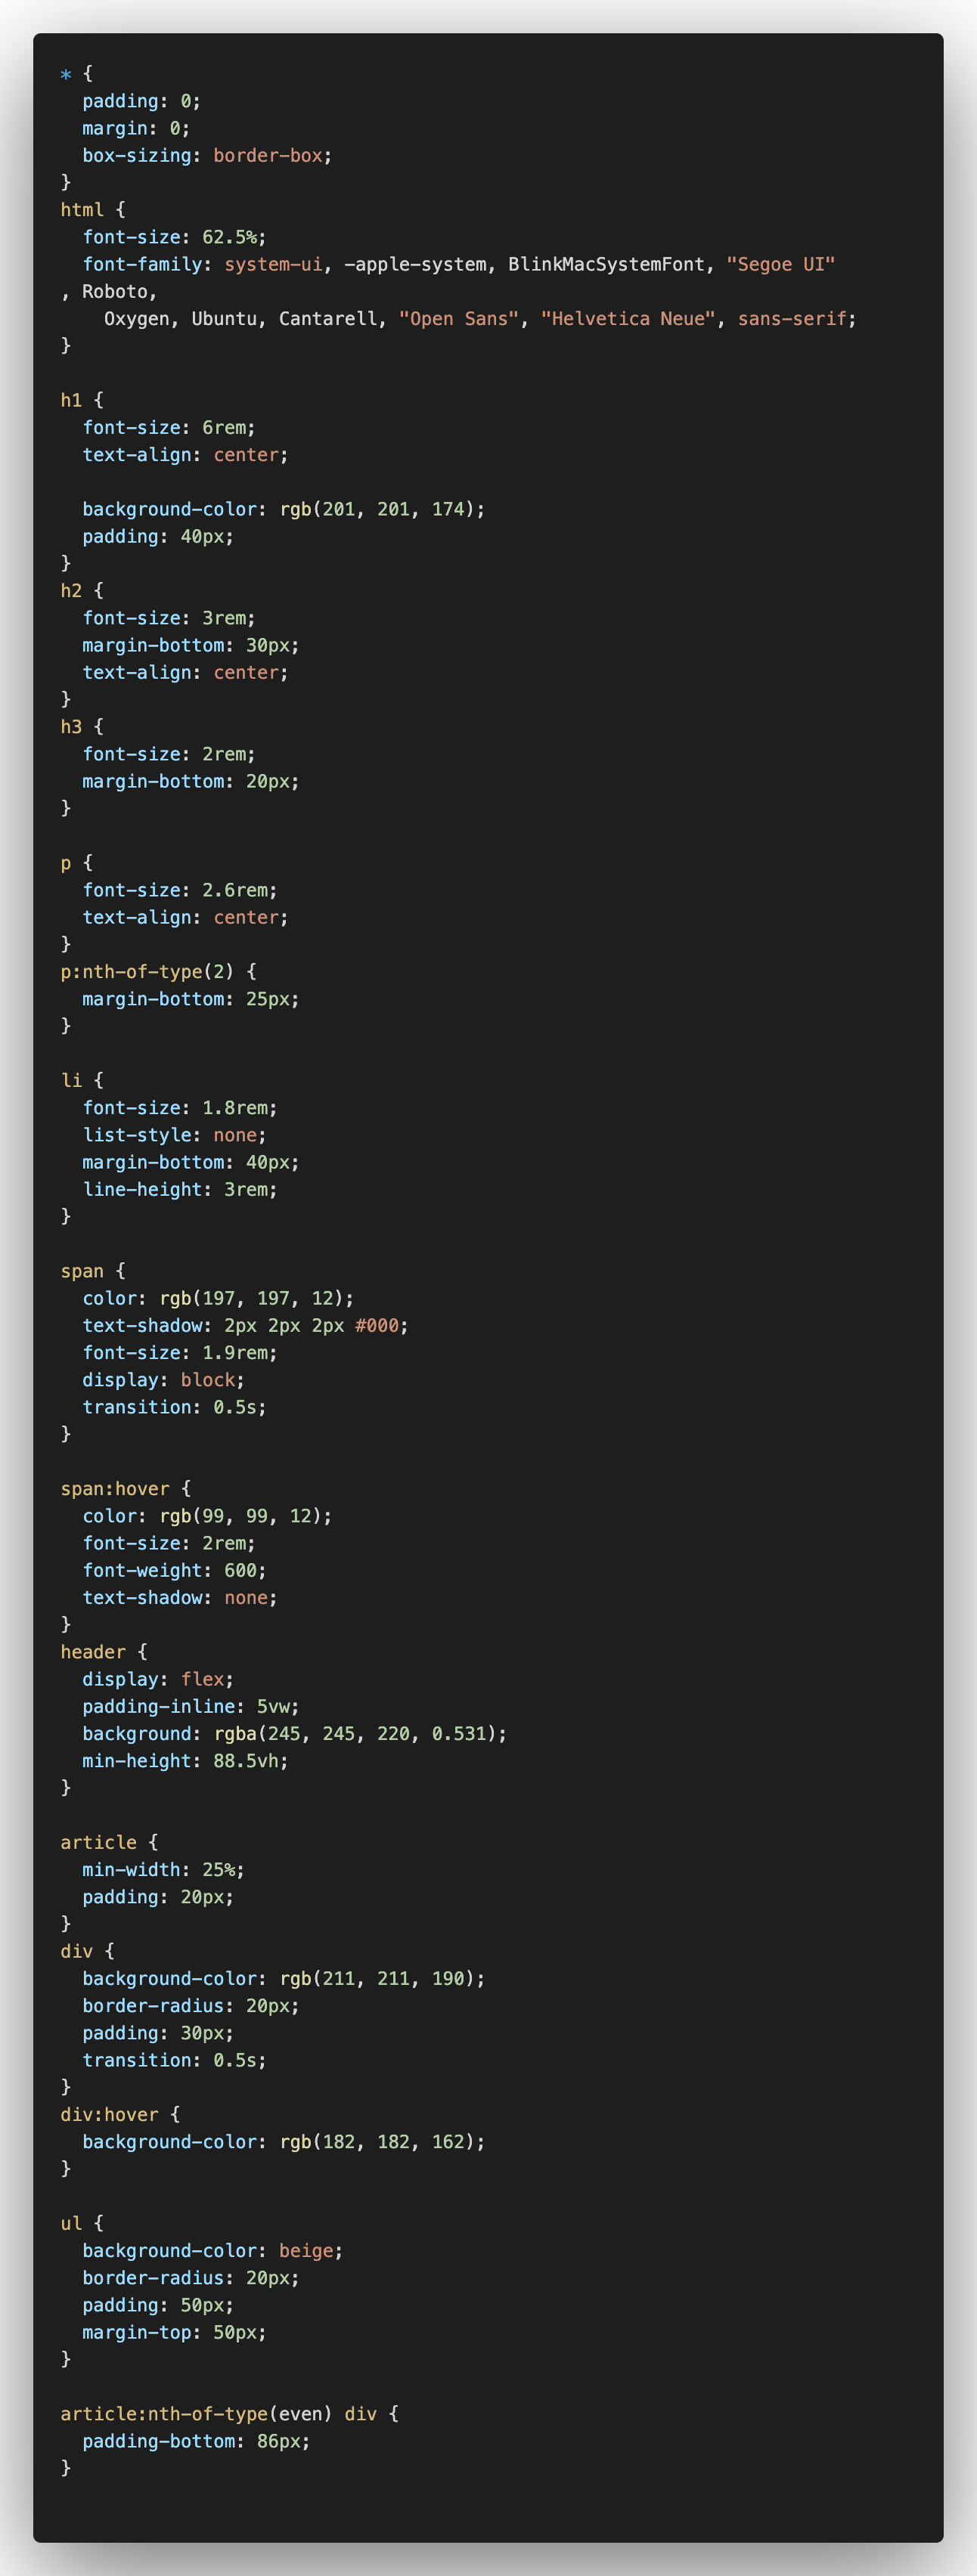 * {
  padding: 0;
  margin: 0;
  box-sizing: border-box;
}
html {
  font-size: 62.5%;
  font-family: system-ui, -apple-system, BlinkMacSystemFont, "Segoe UI"
, Roboto,
    Oxygen, Ubuntu, Cantarell, "Open Sans", "Helvetica Neue", sans-serif;
}

h1 {
  font-size: 6rem;
  text-align: center;

  background-color: rgb(201, 201, 174);
  padding: 40px;
}
h2 {
  font-size: 3rem;
  margin-bottom: 30px;
  text-align: center;
}
h3 {
  font-size: 2rem;
  margin-bottom: 20px;
}

p {
  font-size: 2.6rem;
  text-align: center;
}
p:nth-of-type(2) {
  margin-bottom: 25px;
}

li {
  font-size: 1.8rem;
  list-style: none;
  margin-bottom: 40px;
  line-height: 3rem;
}

span {
  color: rgb(197, 197, 12);
  text-shadow: 2px 2px 2px #000;
  font-size: 1.9rem;
  display: block;
  transition: 0.5s;
}

span:hover {
  color: rgb(99, 99, 12);
  font-size: 2rem;
  font-weight: 600;
  text-shadow: none;
}
header {
  display: flex;
  padding-inline: 5vw;
  background: rgba(245, 245, 220, 0.531);
  min-height: 88.5vh;
}

article {
  min-width: 25%;
  padding: 20px;
}
div {
  background-color: rgb(211, 211, 190);
  border-radius: 20px;
  padding: 30px;
  transition: 0.5s;
}
div:hover {
  background-color: rgb(182, 182, 162);
}

ul {
  background-color: beige;
  border-radius: 20px;
  padding: 50px;
  margin-top: 50px;
}

article:nth-of-type(even) div {
  padding-bottom: 86px;
}